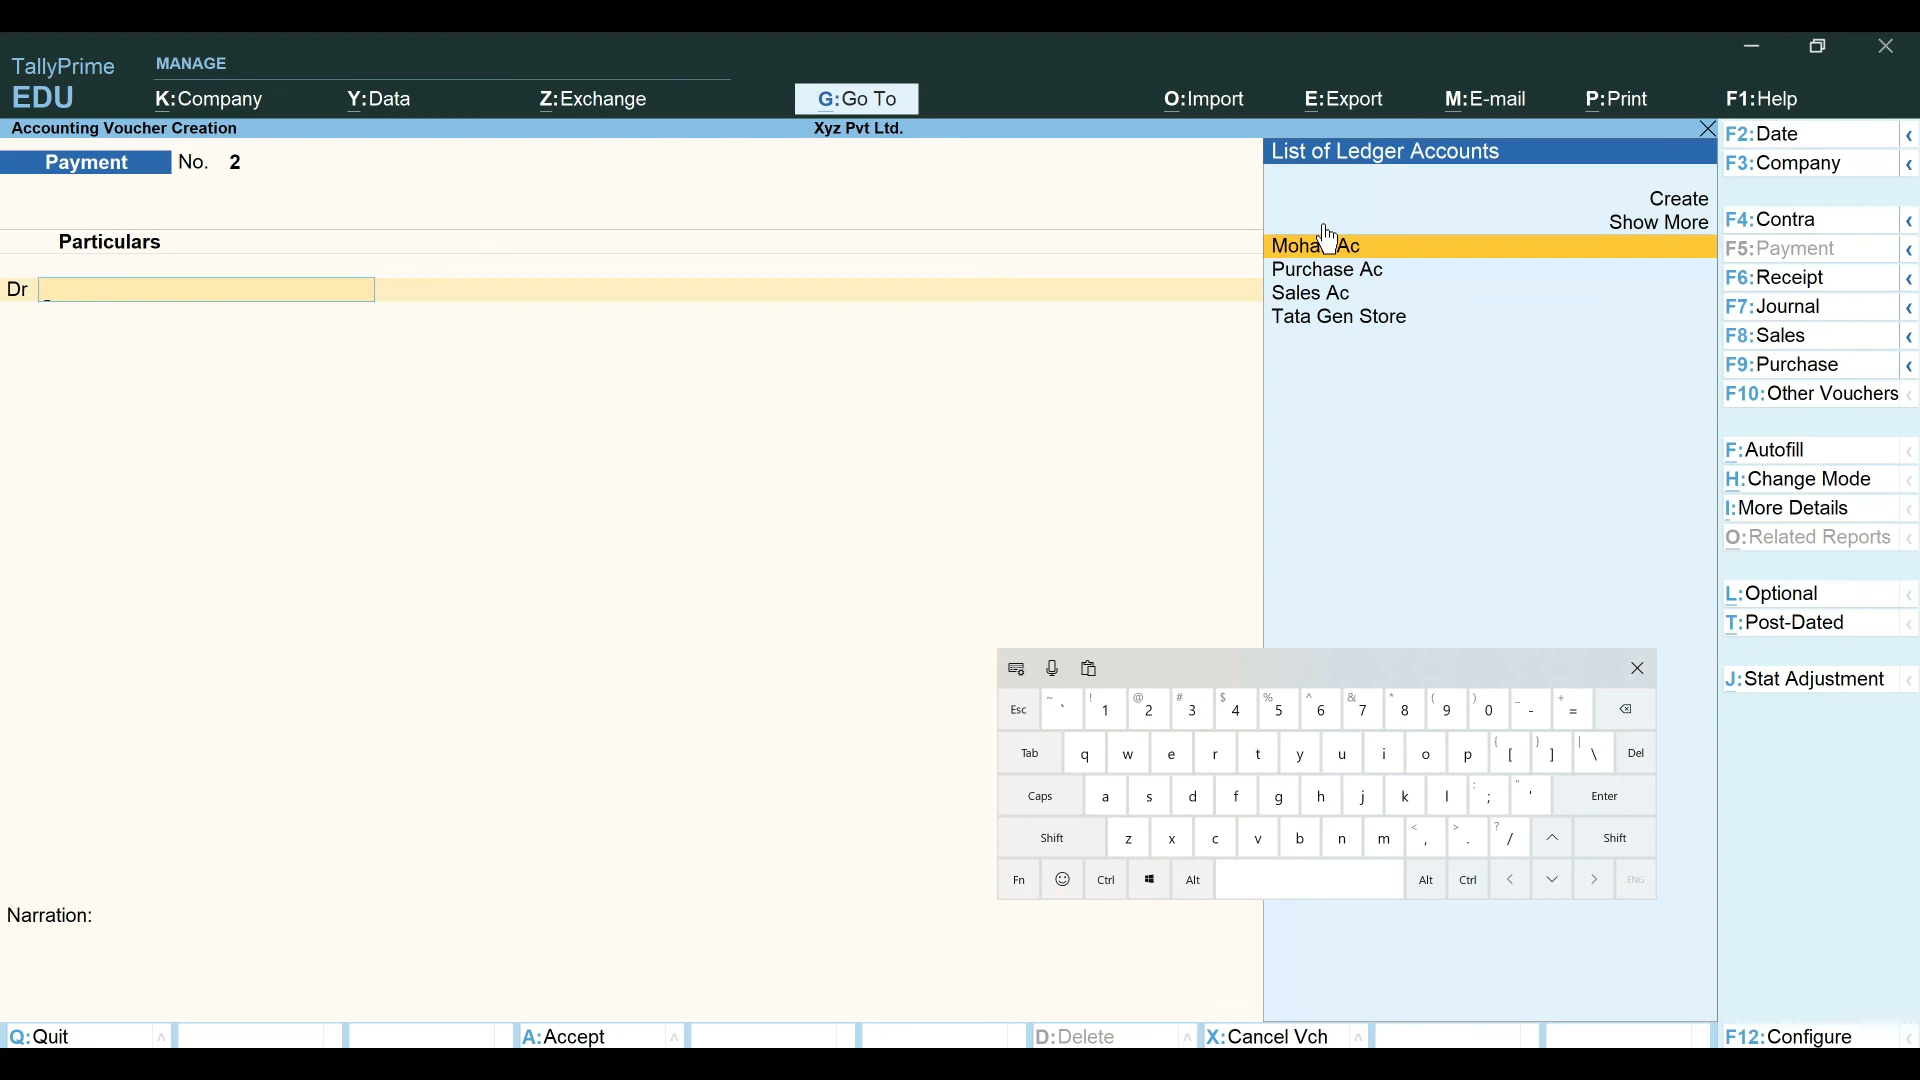 TallyPrime
EDU
MANAGE
K:Company Y:Data Z:Exchange G:Go To O:Import E:Export M:E-mail P:Print F1:Help
Accounting Voucher Creation Xyz Pvt Ltd.
Payment No. 2
Particulars
Dr
Narration:
List of Ledger Accounts
Create
Show More
Ac
Purchase Ac
Sales Ac
Tata Gen Store
F2:Date
F3:Company
F4:Contra
F5:Payment
F6:Receipt
F7:Journal
F8:Sales
F9:Purchase
F10:Other Vouchers
F:Autofill
H:Change Mode
I:More Details
O:Related Reports
L:Optional
T:Post-Dated
J:Stat Adjustment
Esc ~ ` ! 1 @ 2 # 3 $ 4 % 5 ^ 6 & 7 * 8 ( 9 ) 0 _ - + =
Tab q w e r t y u i o p { [ } ] | \ Del
Caps a s d f g h j k l : ; " ' Enter
Shift z x c v b n m < , > . ? / Shift
Fn Ctrl Alt Alt Ctrl ENG
Q:Quit A:Accept D:Delete X:Cancel Vch F12:Configure